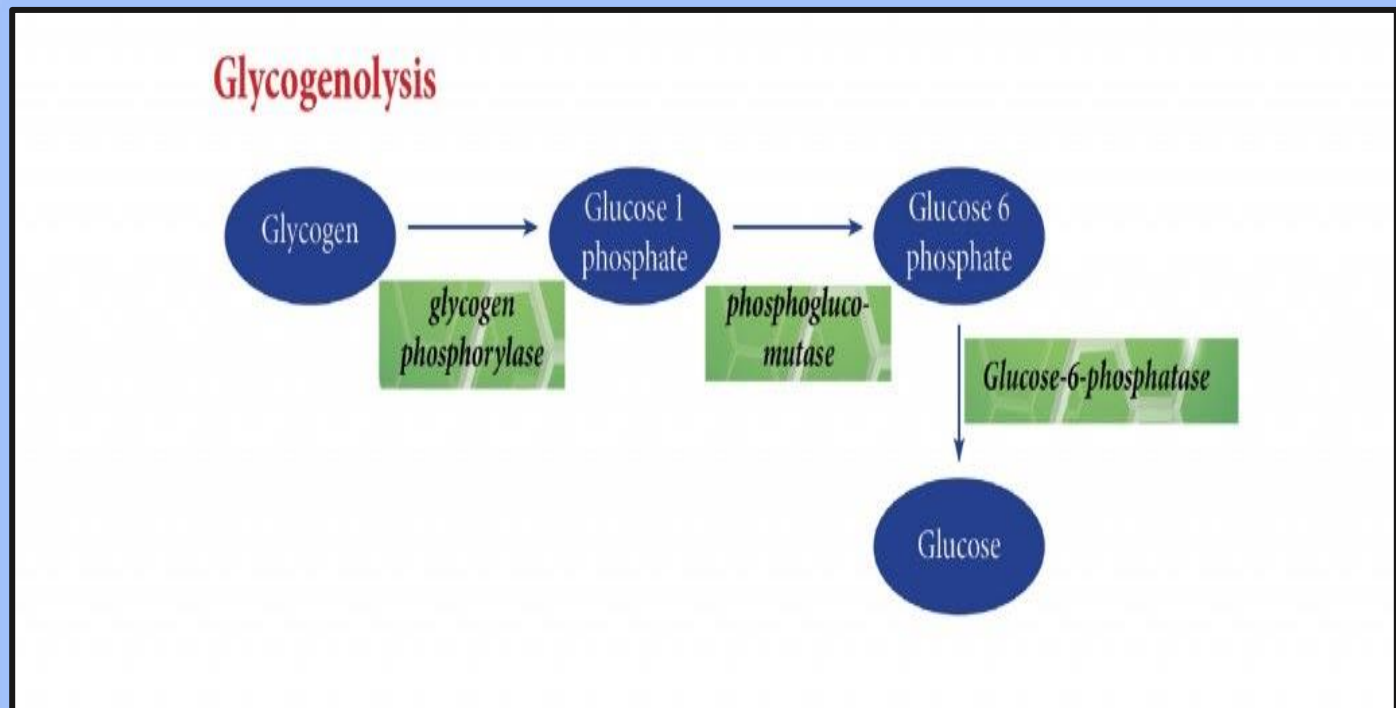 Glycogenolysis
Glycogen
Glucose 1
phosphate
Glucose 6
phosphate
glycogen
phosphorylase
phosphogluco-
mutase
Glucose-6-phosphatase
Glucose